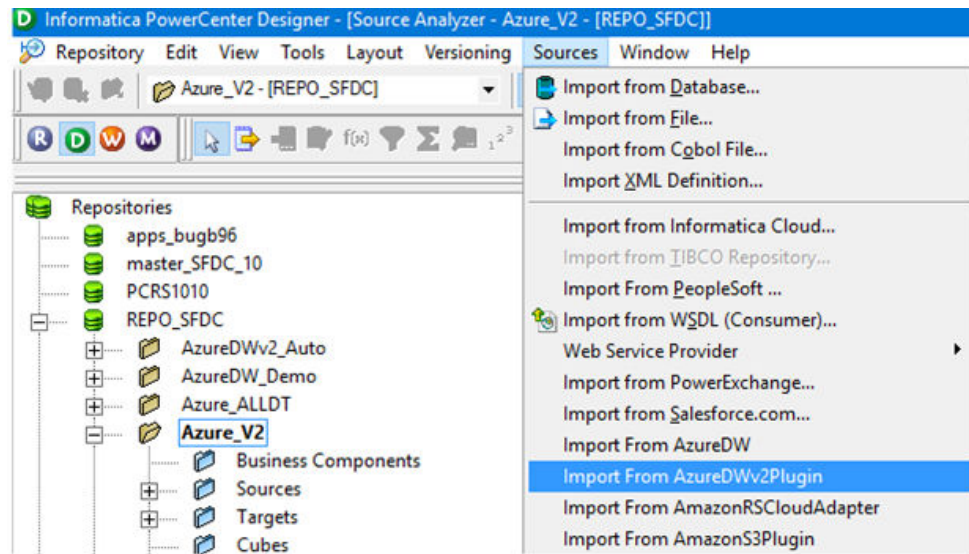 D Informatica PowerCenter Designer - [Source Analyzer - Azure_V2 - [REPO_SFDC]]
Repository Edit View Tools Layout Versioning Sources Window Help
Azure_V2 - [REPO_SFDC]
R D W M f(x) Σ 1 2 3
Repositories
apps_bugb96
master_SFDC_10
PCRS1010
REPO_SFDC
AzureDWv2_Auto
AzureDW_Demo
Azure_ALLDT
Azure_V2
Business Components
Sources
Targets
Cubes
Import from Database...
Import from File...
Import from Cobol File...
Import XML Definition...
Import from Informatica Cloud...
Import from TIBCO Repository...
Import From PeopleSoft ...
Import from WSDL (Consumer)...
Web Service Provider
Import from PowerExchange...
Import from Salesforce.com...
Import From AzureDW
Import From AzureDWv2Plugin
Import From AmazonRSCloudAdapter
Import From AmazonS3Plugin